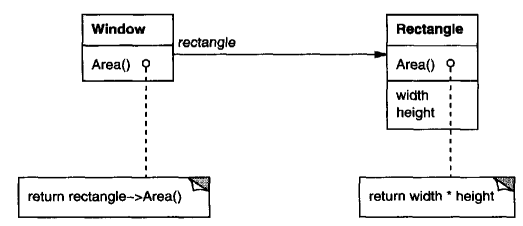 Window
Area()
rectangle
Rectangle
Area()
width
height
return rectangle->Area()
return width * height